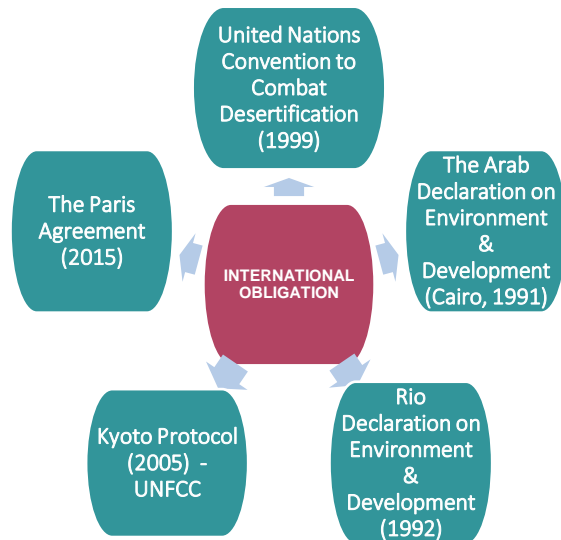 United Nations
Convention to
Combat
Desertification
(1999)
The Arab
Declaration on
Environment
&
Development
(Cairo, 1991)
Rio
Declaration on
Environment
&
Development
(1992)
Kyoto Protocol
(2005) -
UNFCC
The Paris
Agreement
(2015)
INTERNATIONAL
OBLIGATION